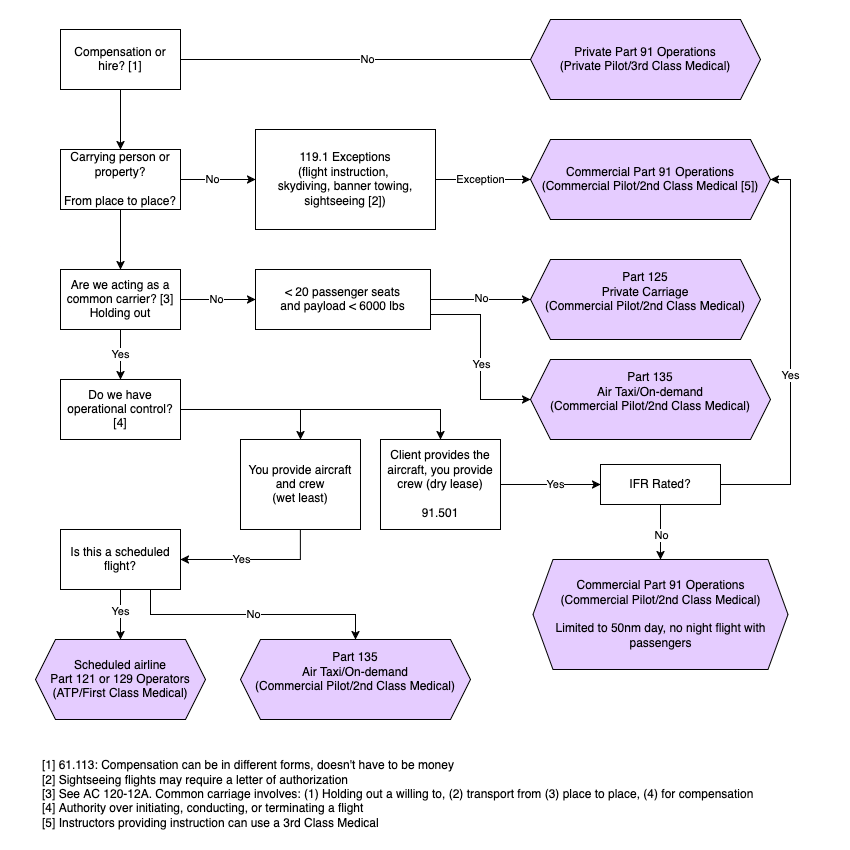 Compensation or
hire? [1]
No
Private Part 91 Operations
(Private Pilot/3rd Class Medical)
Carrying person or
property?
From place to place?
No
119.1 Exceptions
(flight instruction,
skydiving, banner towing,
sightseeing [2])
Exception
Commercial Part 91 Operations
(Commercial Pilot/2nd Class Medical [5])
Are we acting as a
common carrier? [3]
Holding out
No
< 20 passenger seats
and payload < 6000 lbs
No
Part 125
Private Carriage
(Commercial Pilot/2nd Class Medical)
Yes
Yes
Part 135
Air Taxi/On-demand
(Commercial Pilot/2nd Class Medical)
Yes
Do we have
operational control?
[4]
You provide aircraft
and crew
(wet least)
Client provides the
aircraft, you provide
crew (dry lease)
91.501
Yes
IFR Rated?
No
Commercial Part 91 Operations
(Commercial Pilot/2nd Class Medical)
Limited to 50nm day, no night flight with
passengers
Is this a scheduled
flight?
Yes
Yes
No
Scheduled airline
Part 121 or 129 Operators
(ATP/First Class Medical)
Part 135
Air Taxi/On-demand
(Commercial Pilot/2nd Class Medical)
[1] 61.113: Compensation can be in different forms, doesn't have to be money
[2] Sightseeing flights may require a letter of authorization
[3] See AC 120-12A. Common carriage involves: (1) Holding out a willing to, (2) transport from (3) place to place, (4) for compensation
[4] Authority over initiating, conducting, or terminating a flight
[5] Instructors providing instruction can use a 3rd Class Medical